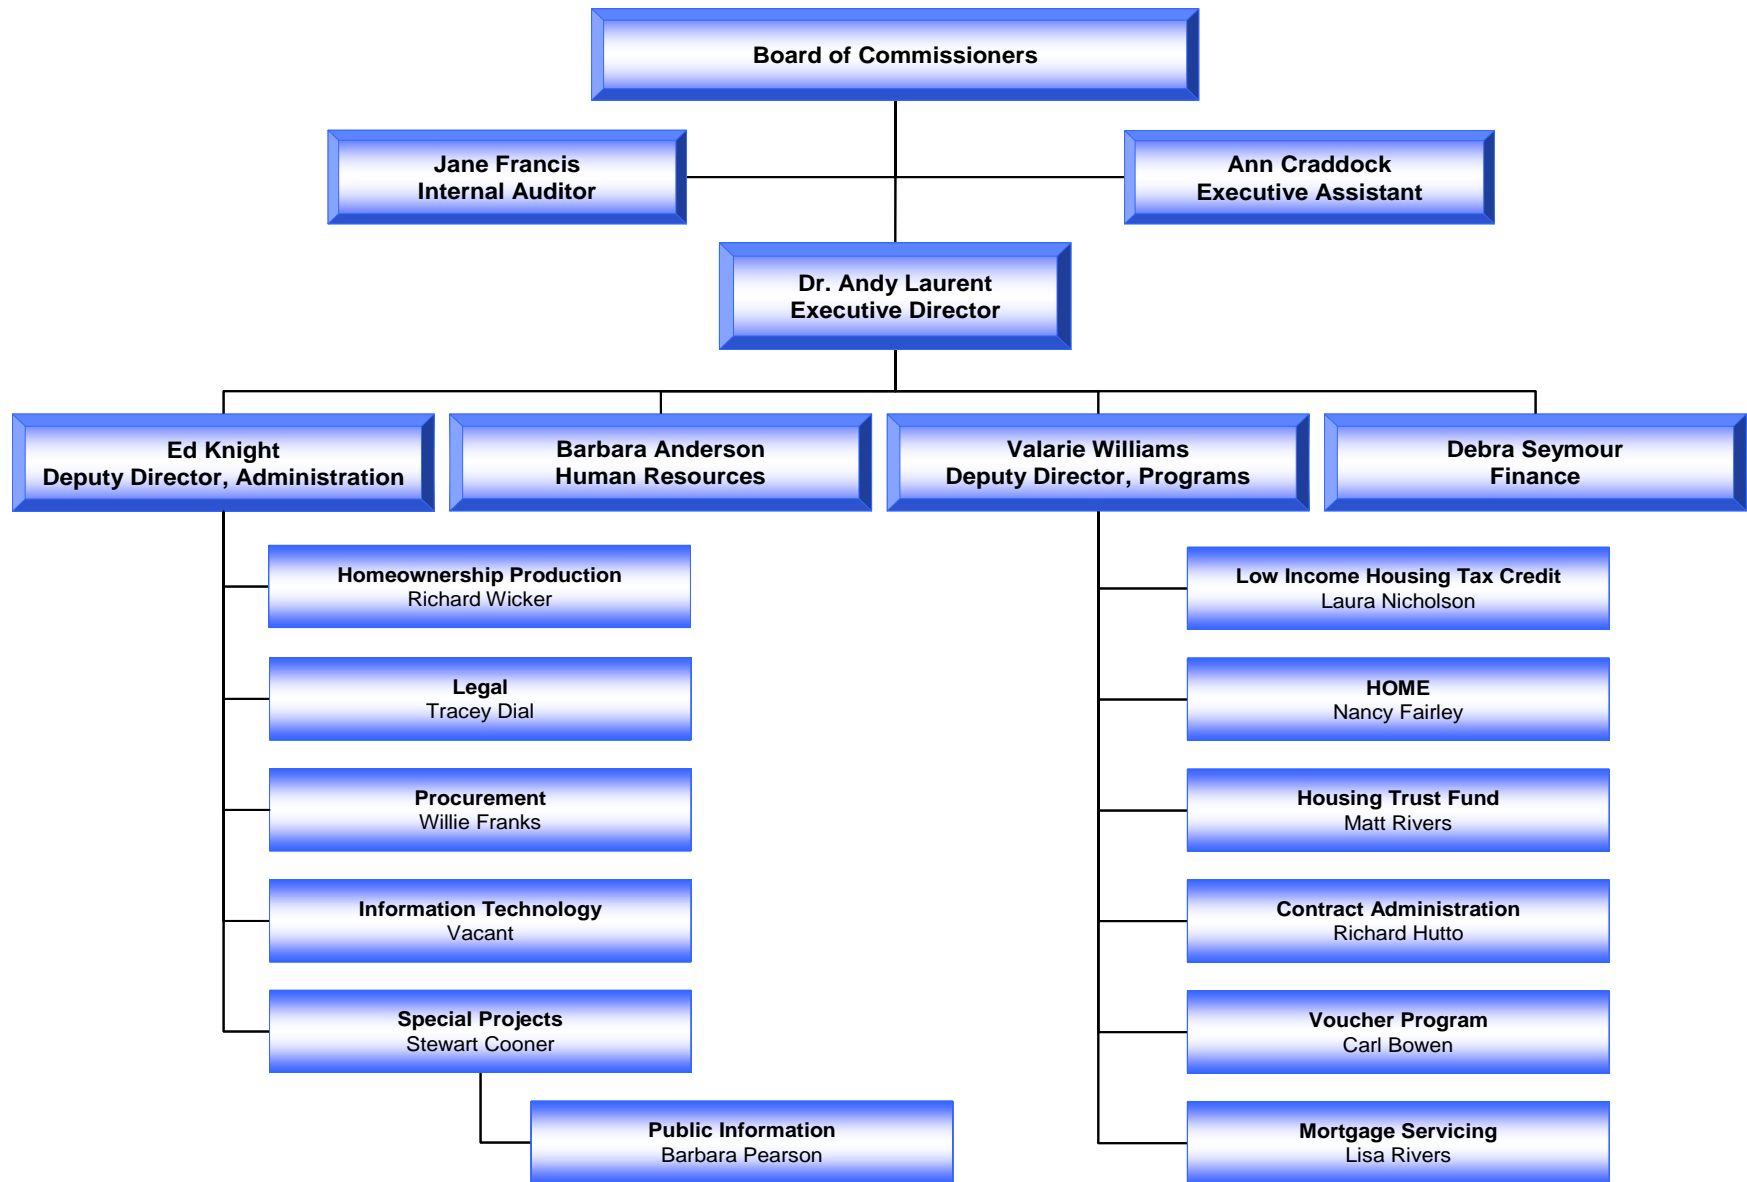 Board of Commissioners
Jane Francis
Internal Auditor
Ann Craddock
Executive Assistant
Dr. Andy Laurent
Executive Director
Ed Knight
Deputy Director, Administration
Barbara Anderson
Human Resources
Valarie Williams
Deputy Director, Programs
Debra Seymour
Finance
Homeownership Production
Richard Wicker
Legal
Tracey Dial
Procurement
Willie Franks
Information Technology
Vacant
Special Projects
Stewart Cooner
Public Information
Barbara Pearson
Low Income Housing Tax Credit
Laura Nicholson
HOME
Nancy Fairley
Housing Trust Fund
Matt Rivers
Contract Administration
Richard Hutto
Voucher Program
Carl Bowen
Mortgage Servicing
Lisa Rivers